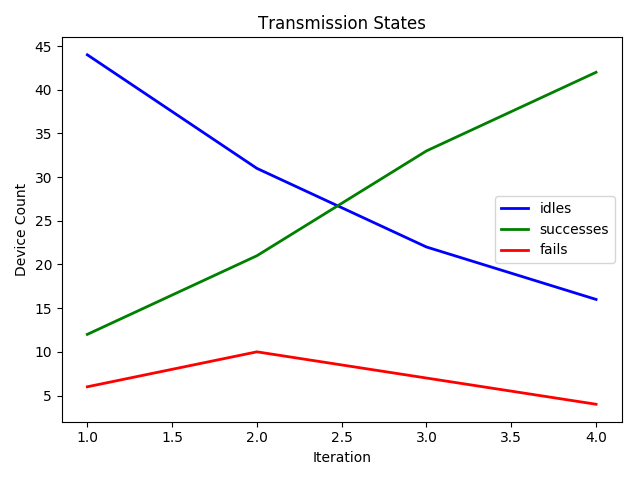 Transmission States
Device Count
45
40
35
30
25
20
15
10
5
idles
successes
fails
1.0 1.5 2.0 2.5 3.0 3.5 4.0
Iteration